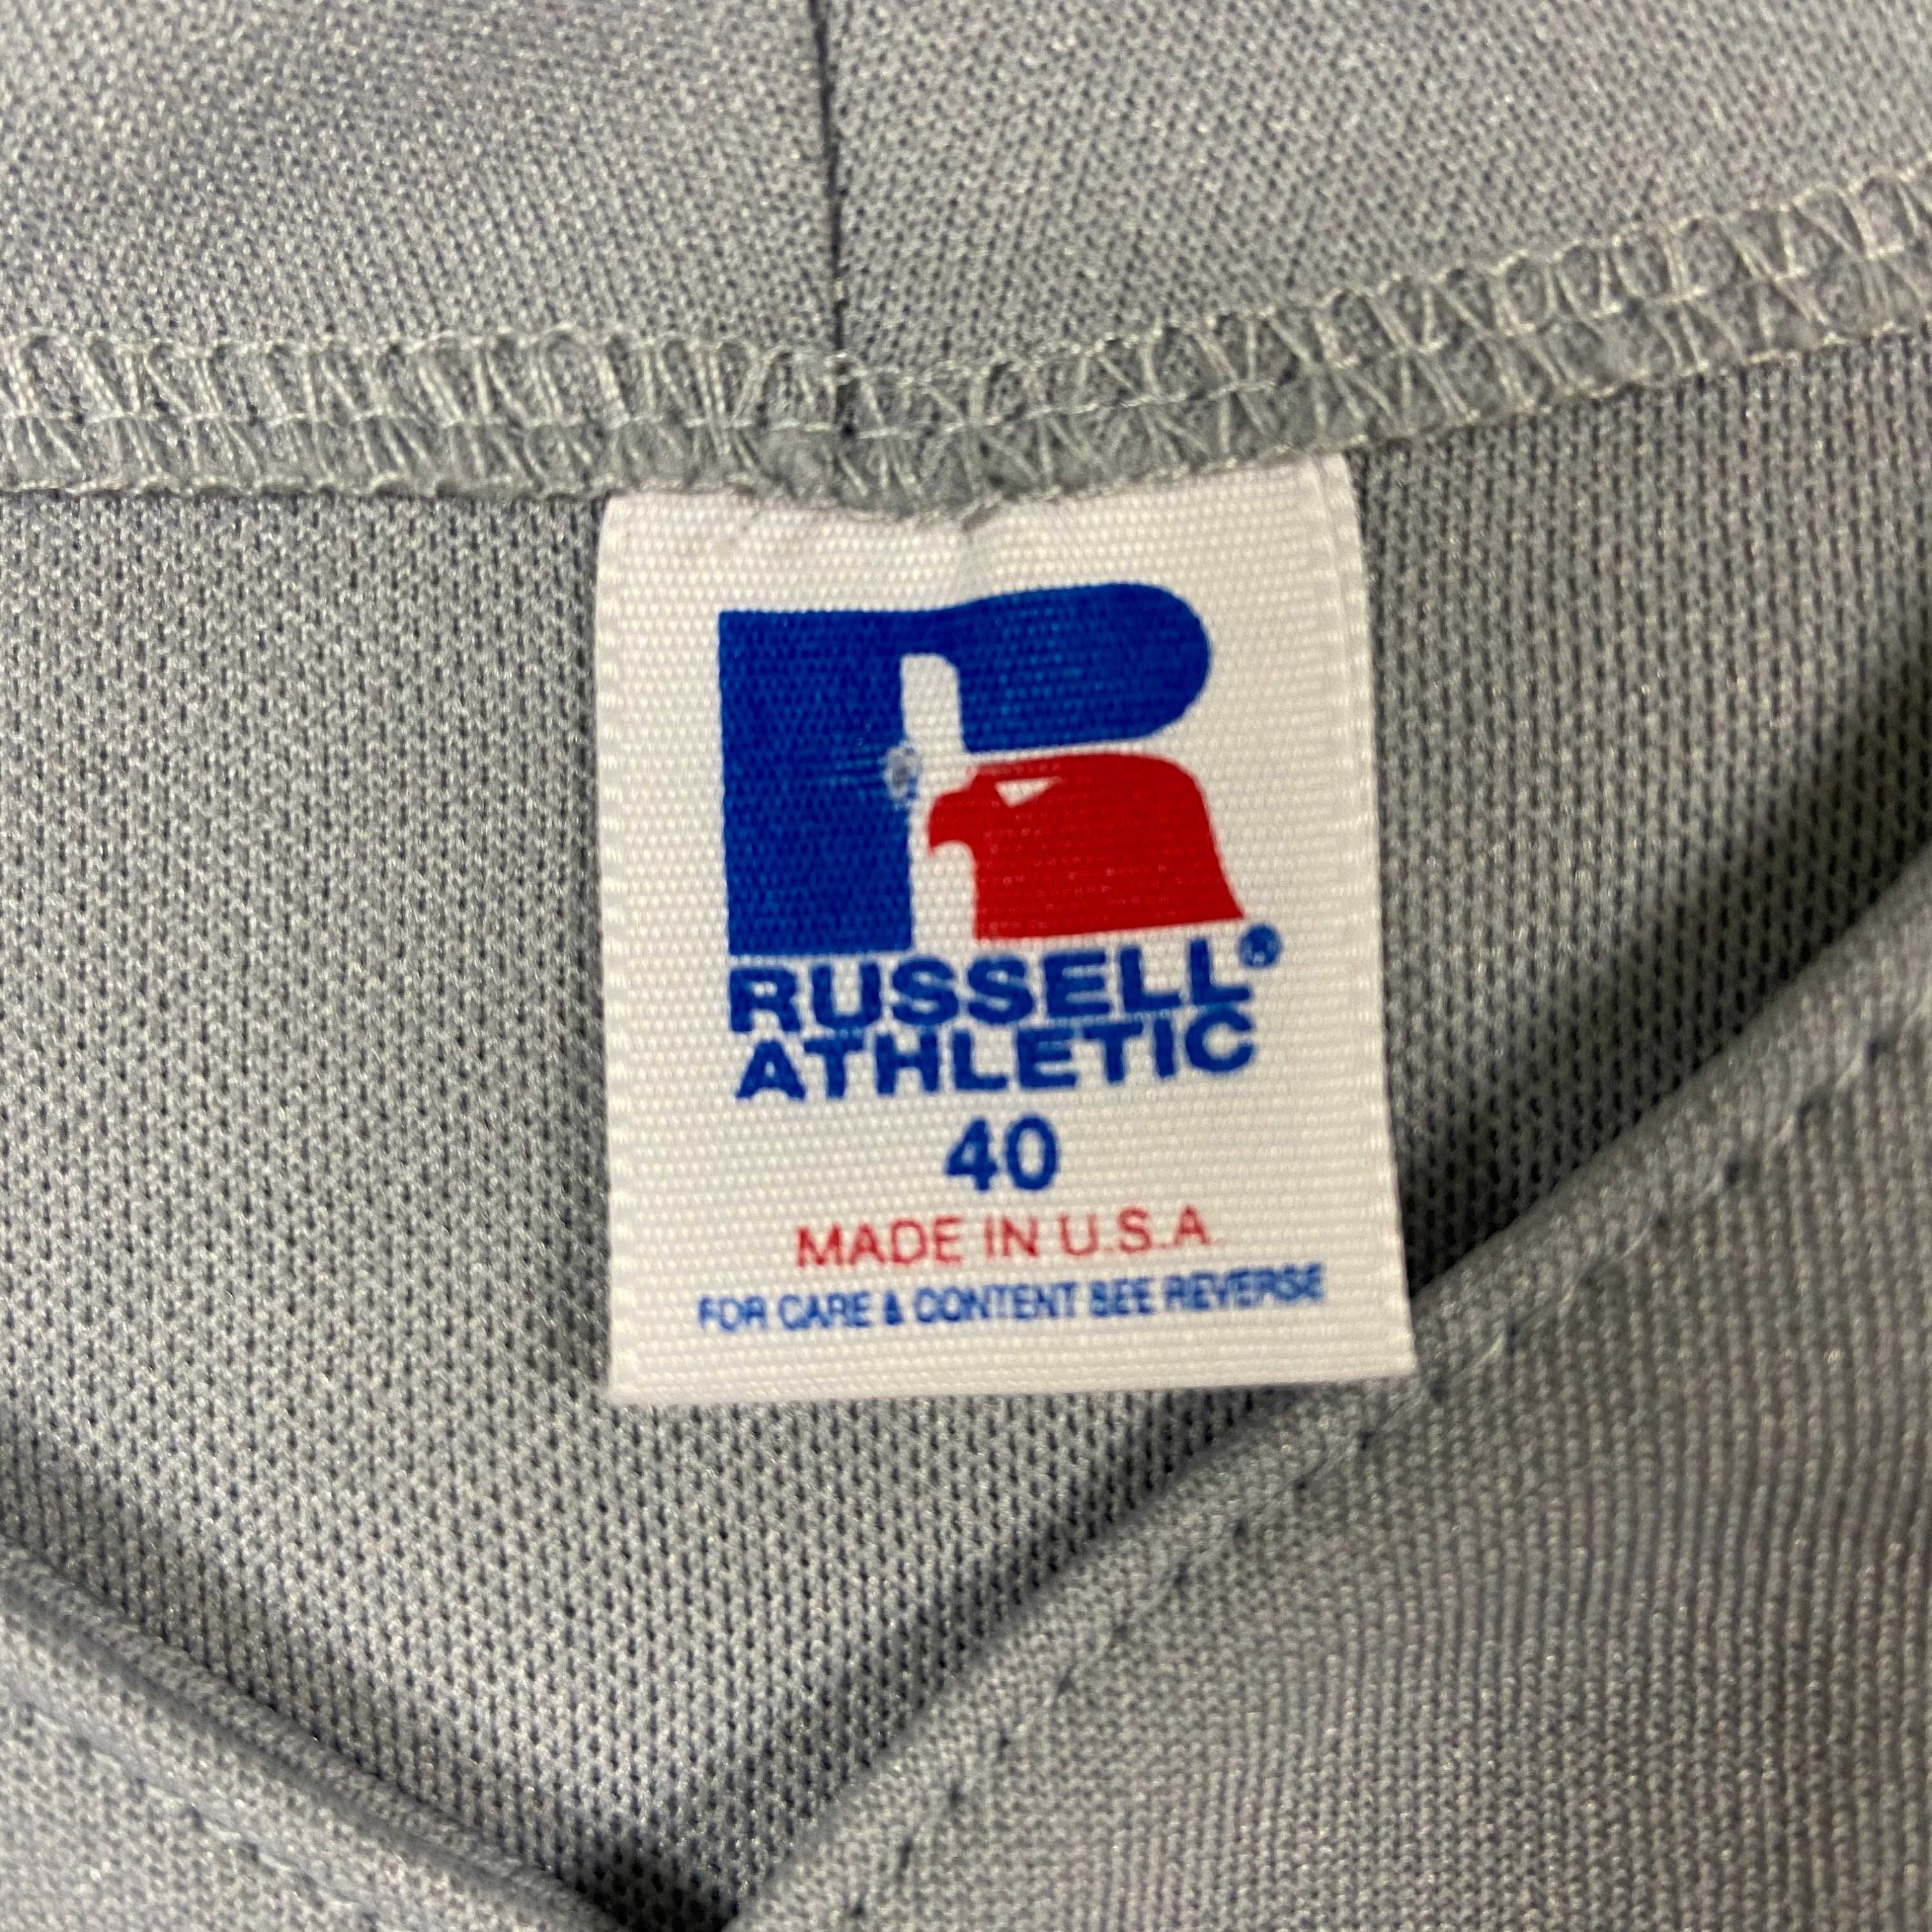 RUSSELL®
ATHLETIC
40
MADE IN U.S.A.
FOR CARE & CONTENT SEE REVERSE